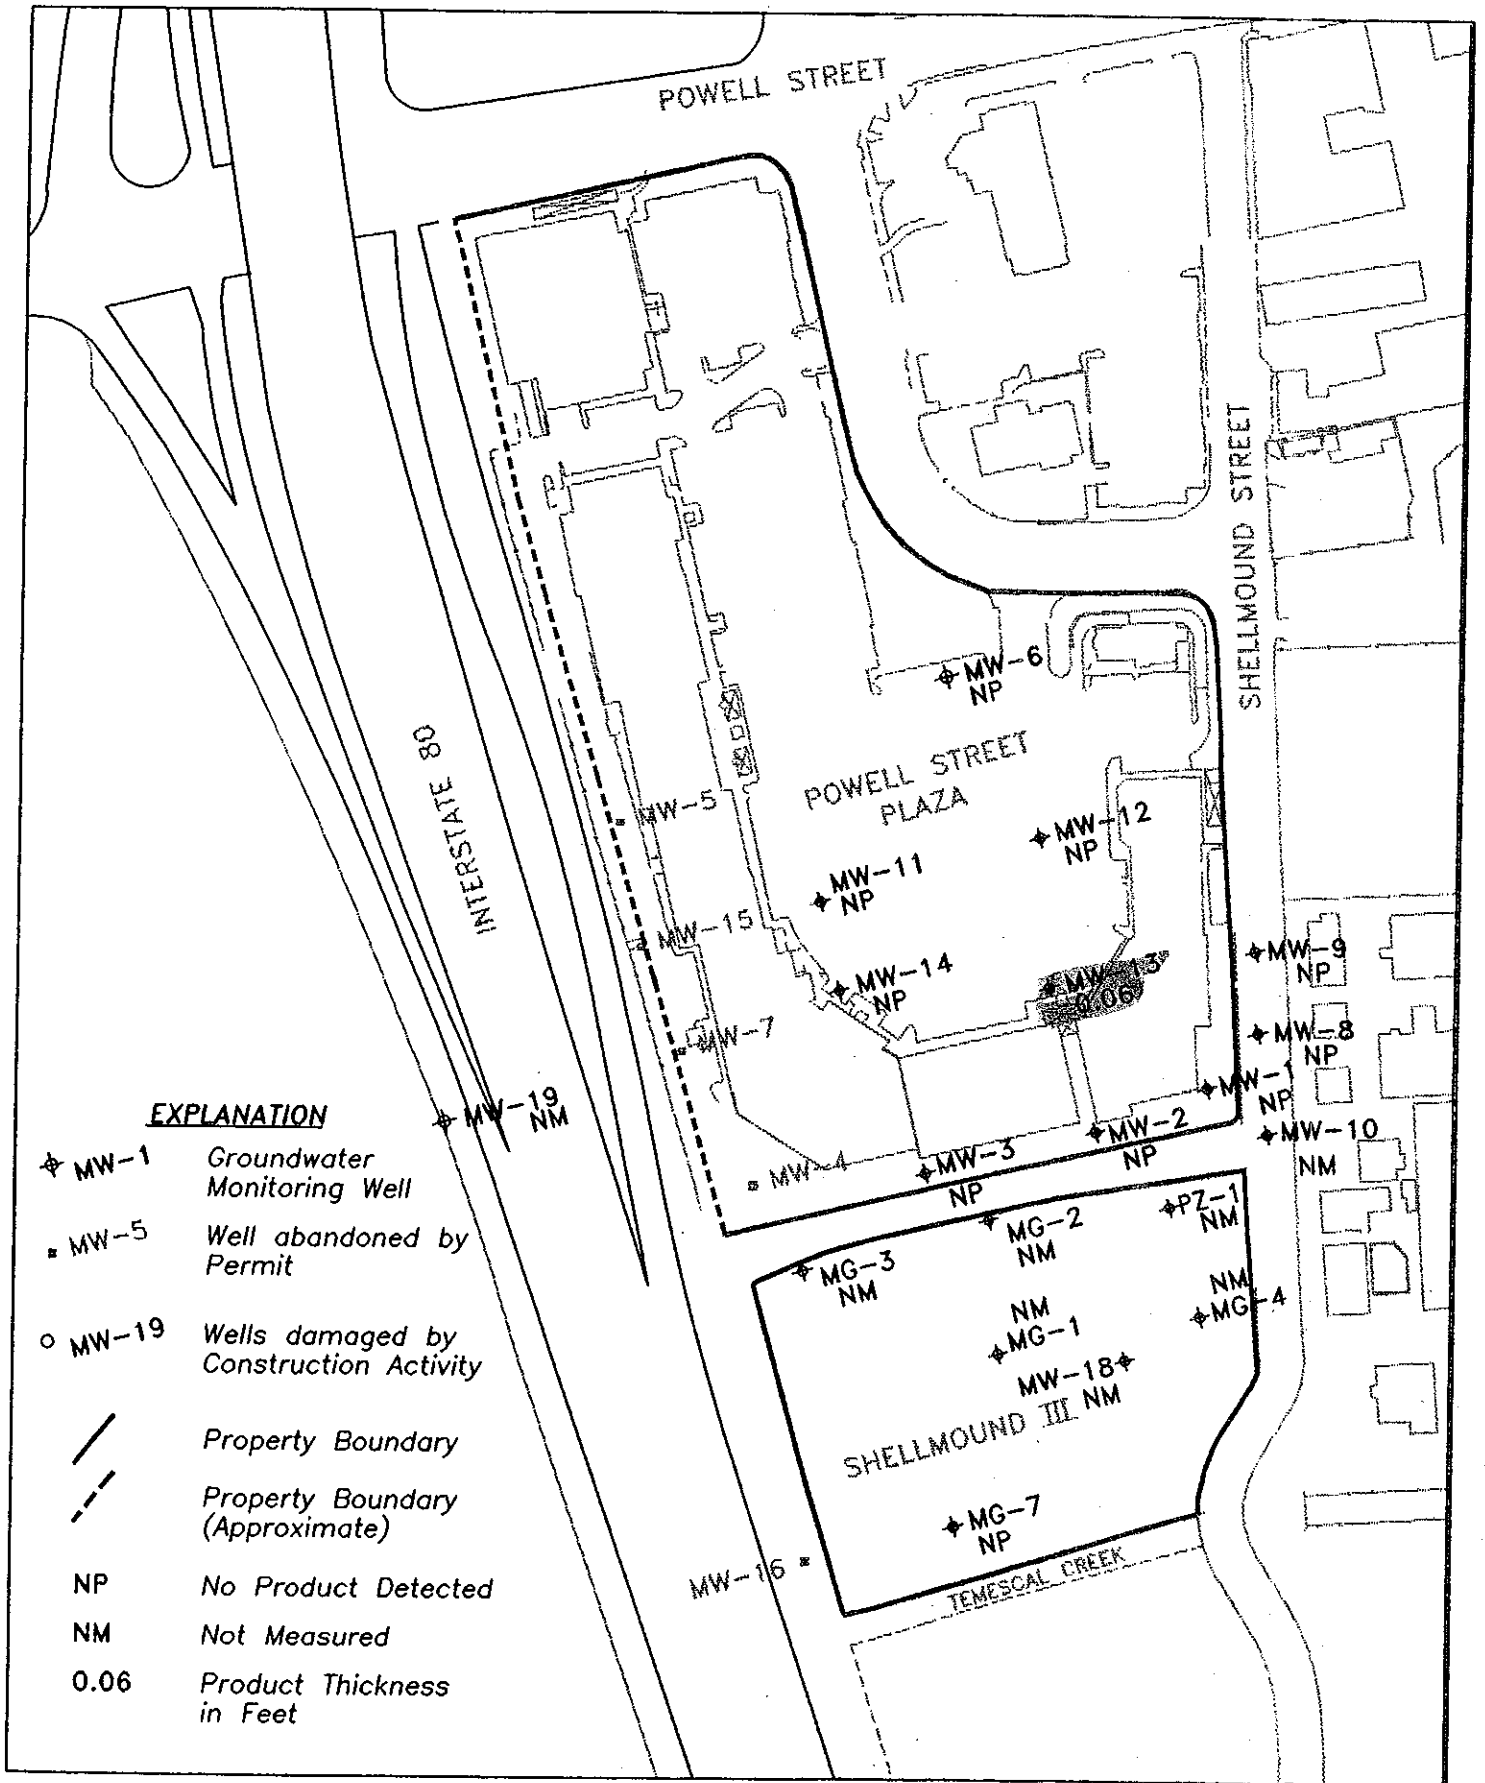 POWELL STREET
SHELLMOUND STREET
INTERSTATE 80
MW-6
NP
POWELL STREET
PLAZA
MW-5
MW-12
NP
MW-11
NP
MW-15
MW-9
NP
MW-14
NP
MW-13
0.06
MW-7
MW-8
NP
MW-1
NP
MW-19
NM
MW-2
NP
MW-10
NM
MW-3
NP
MW-4
PZ-1
NM
MG-2
NM
MG-3
NM
NM
MG-4
NM
MG-1
MW-18
NM
SHELLMOUND III
MG-7
NP
MW-16
TEMESCAL CREEK
EXPLANATION
MW-1 Groundwater
Monitoring Well
MW-5 Well abandoned by
Permit
MW-19 Wells damaged by
Construction Activity
Property Boundary
Property Boundary
(Approximate)
NP No Product Detected
NM Not Measured
0.06 Product Thickness
in Feet